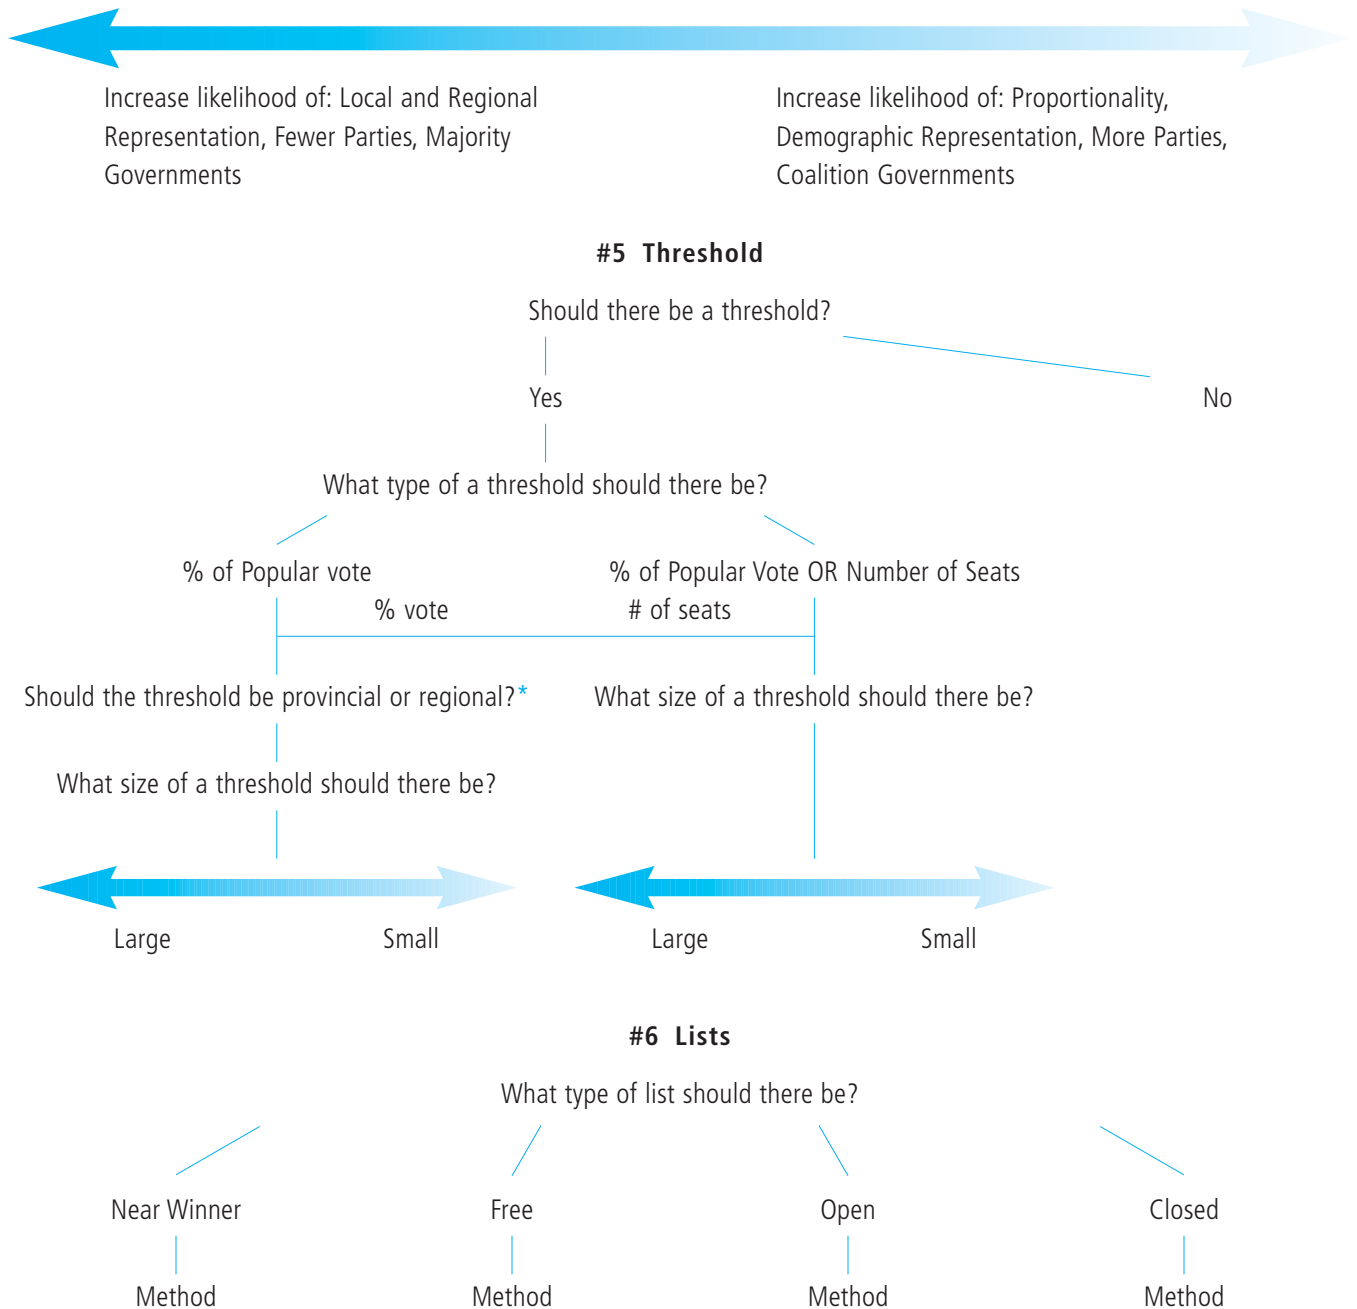 Increase likelihood of: Local and Regional
Representation, Fewer Parties, Majority
Governments
Increase likelihood of: Proportionality,
Demographic Representation, More Parties,
Coalition Governments
#5 Threshold
Should there be a threshold?
Yes
No
What type of a threshold should there be?
% of Popular vote
% of Popular Vote OR Number of Seats
% vote
# of seats
Should the threshold be provincial or regional?*
What size of a threshold should there be?
What size of a threshold should there be?
Large
Small
Large
Small
#6 Lists
What type of list should there be?
Near Winner
Free
Open
Closed
Method
Method
Method
Method